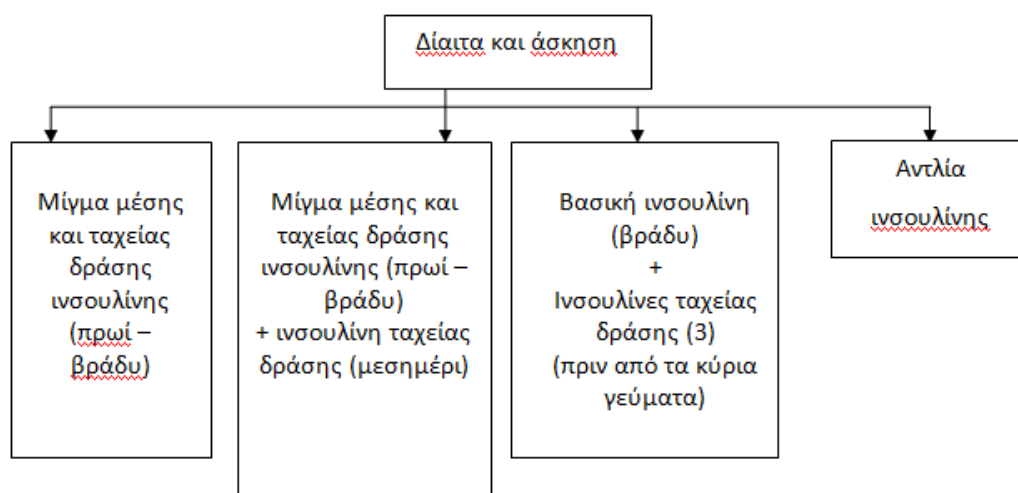 Δίαιτα και άσκηση
Μίγμα μέσης
και ταχείας
δράσης
ινσουλίνης
(πρωί –
βράδυ)
Μίγμα μέσης και
ταχείας δράσης
ινσουλίνης (πρωί –
βράδυ)
+ ινσουλίνη ταχείας
δράσης (μεσημέρι)
Βασική ινσουλίνη
(βράδυ)
+
Ινσουλίνες ταχείας
δράσης (3)
(πριν από τα κύρια
γεύματα)
Αντλία
ινσουλίνης